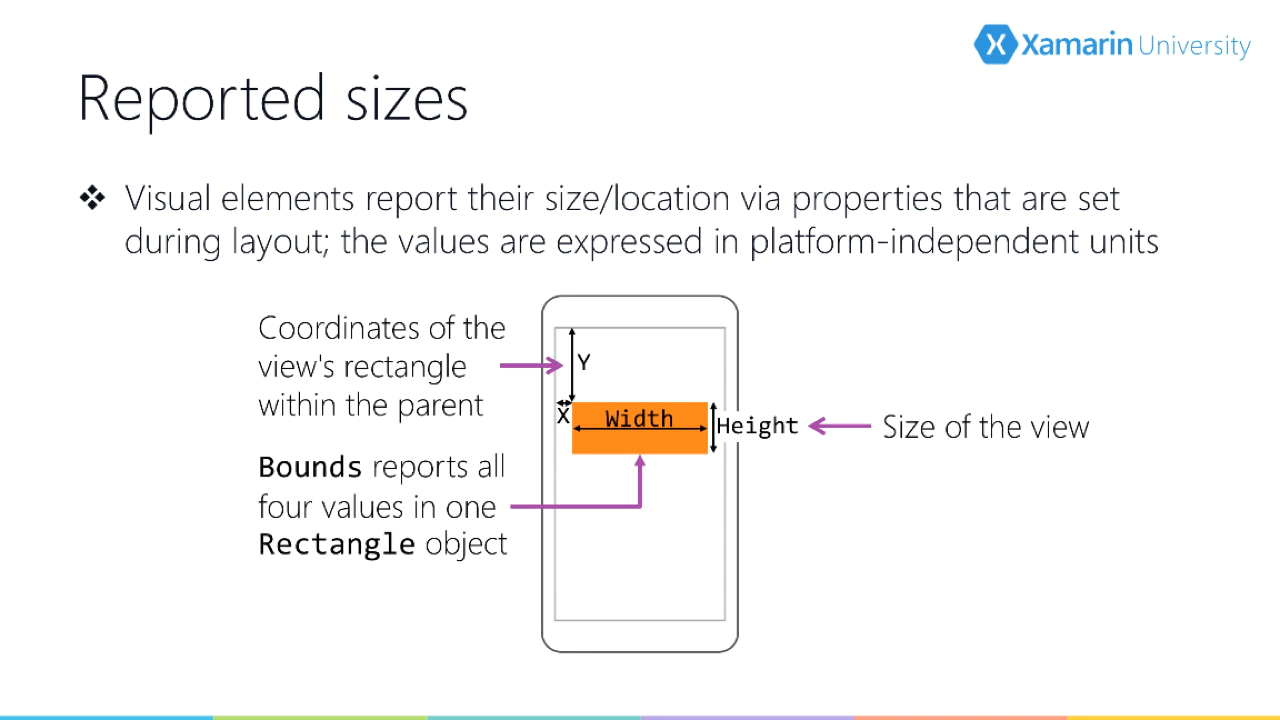 Xamarin University
Reported sizes
❖ Visual elements report their size/location via properties that are set
during layout; the values are expressed in platform-independent units
Coordinates of the
view's rectangle
within the parent
Y
X
Width
Height
Size of the view
Bounds reports all
four values in one
Rectangle object